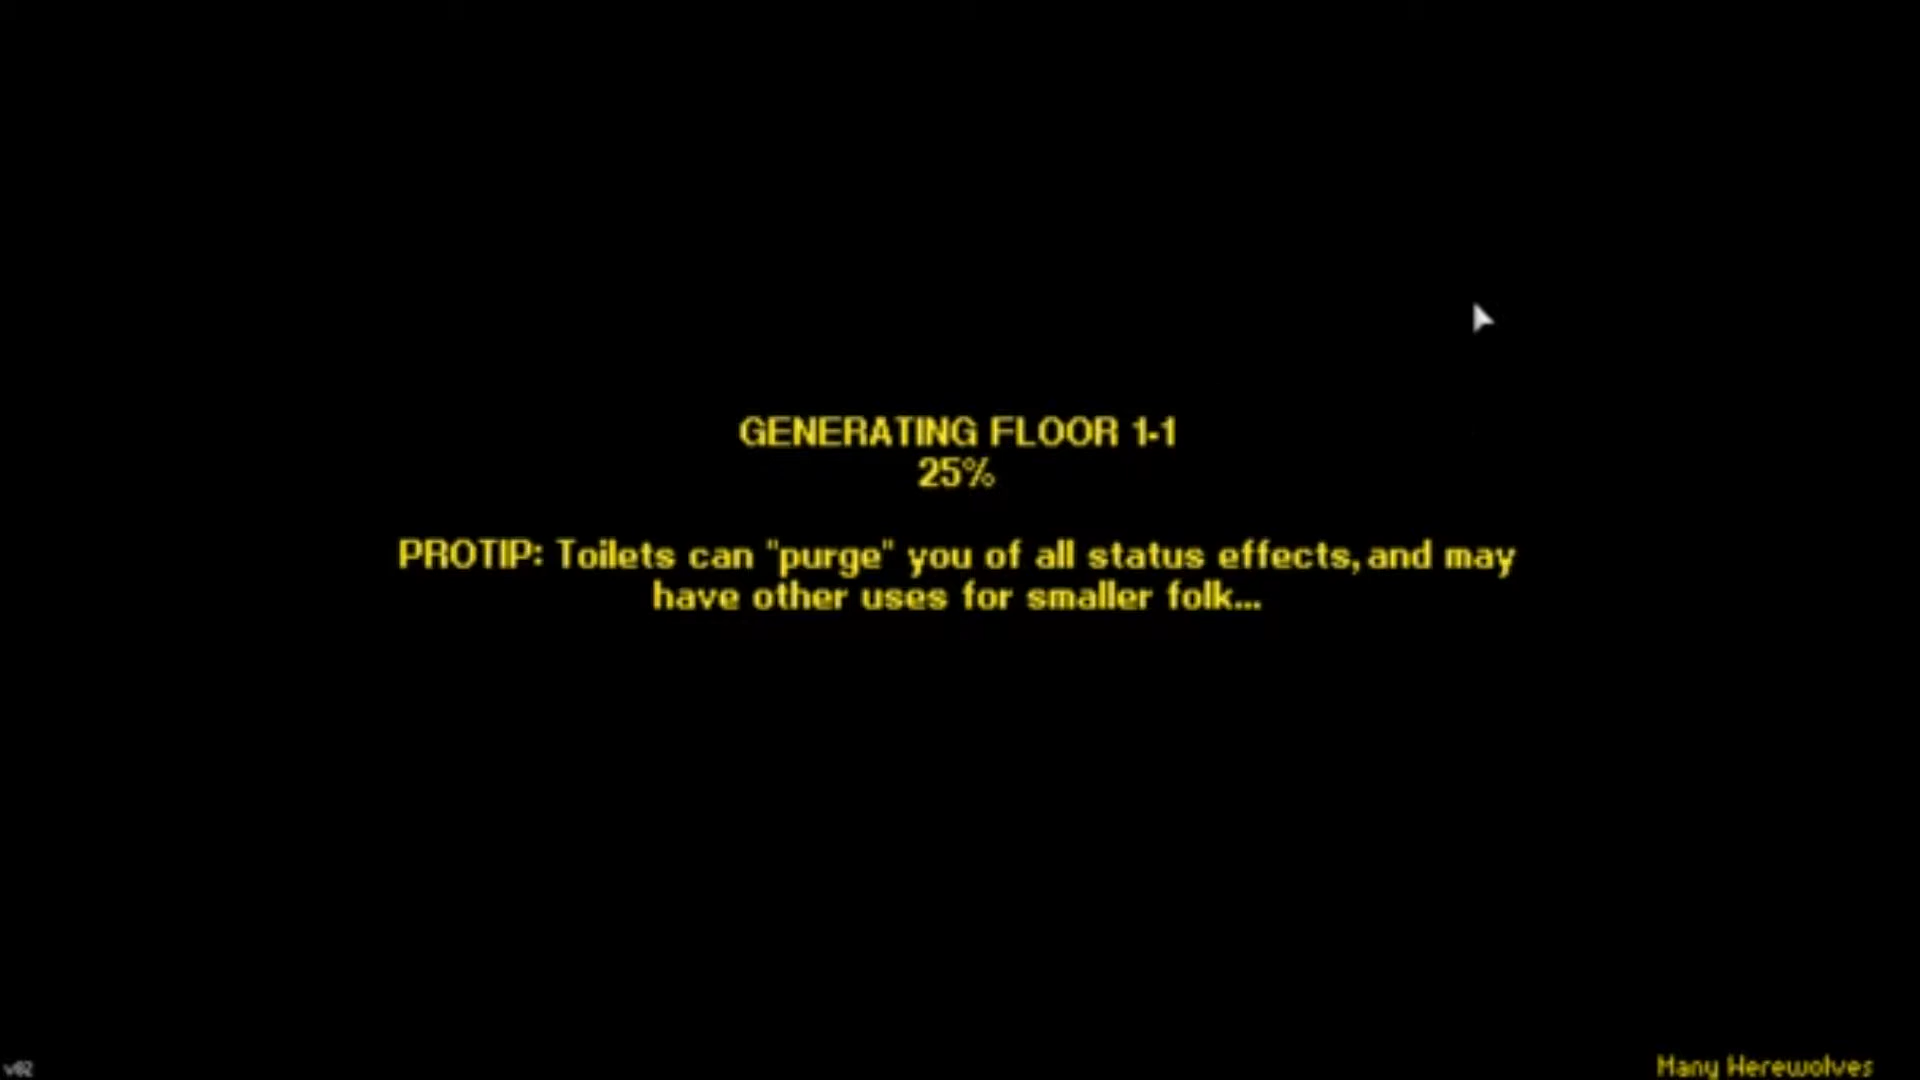 GENERATING FLOOR 1-1
25%
PROTIP: Toilets can "purge" you of all status effects, and may
have other uses for smaller folk...
v82
Many Werewolves